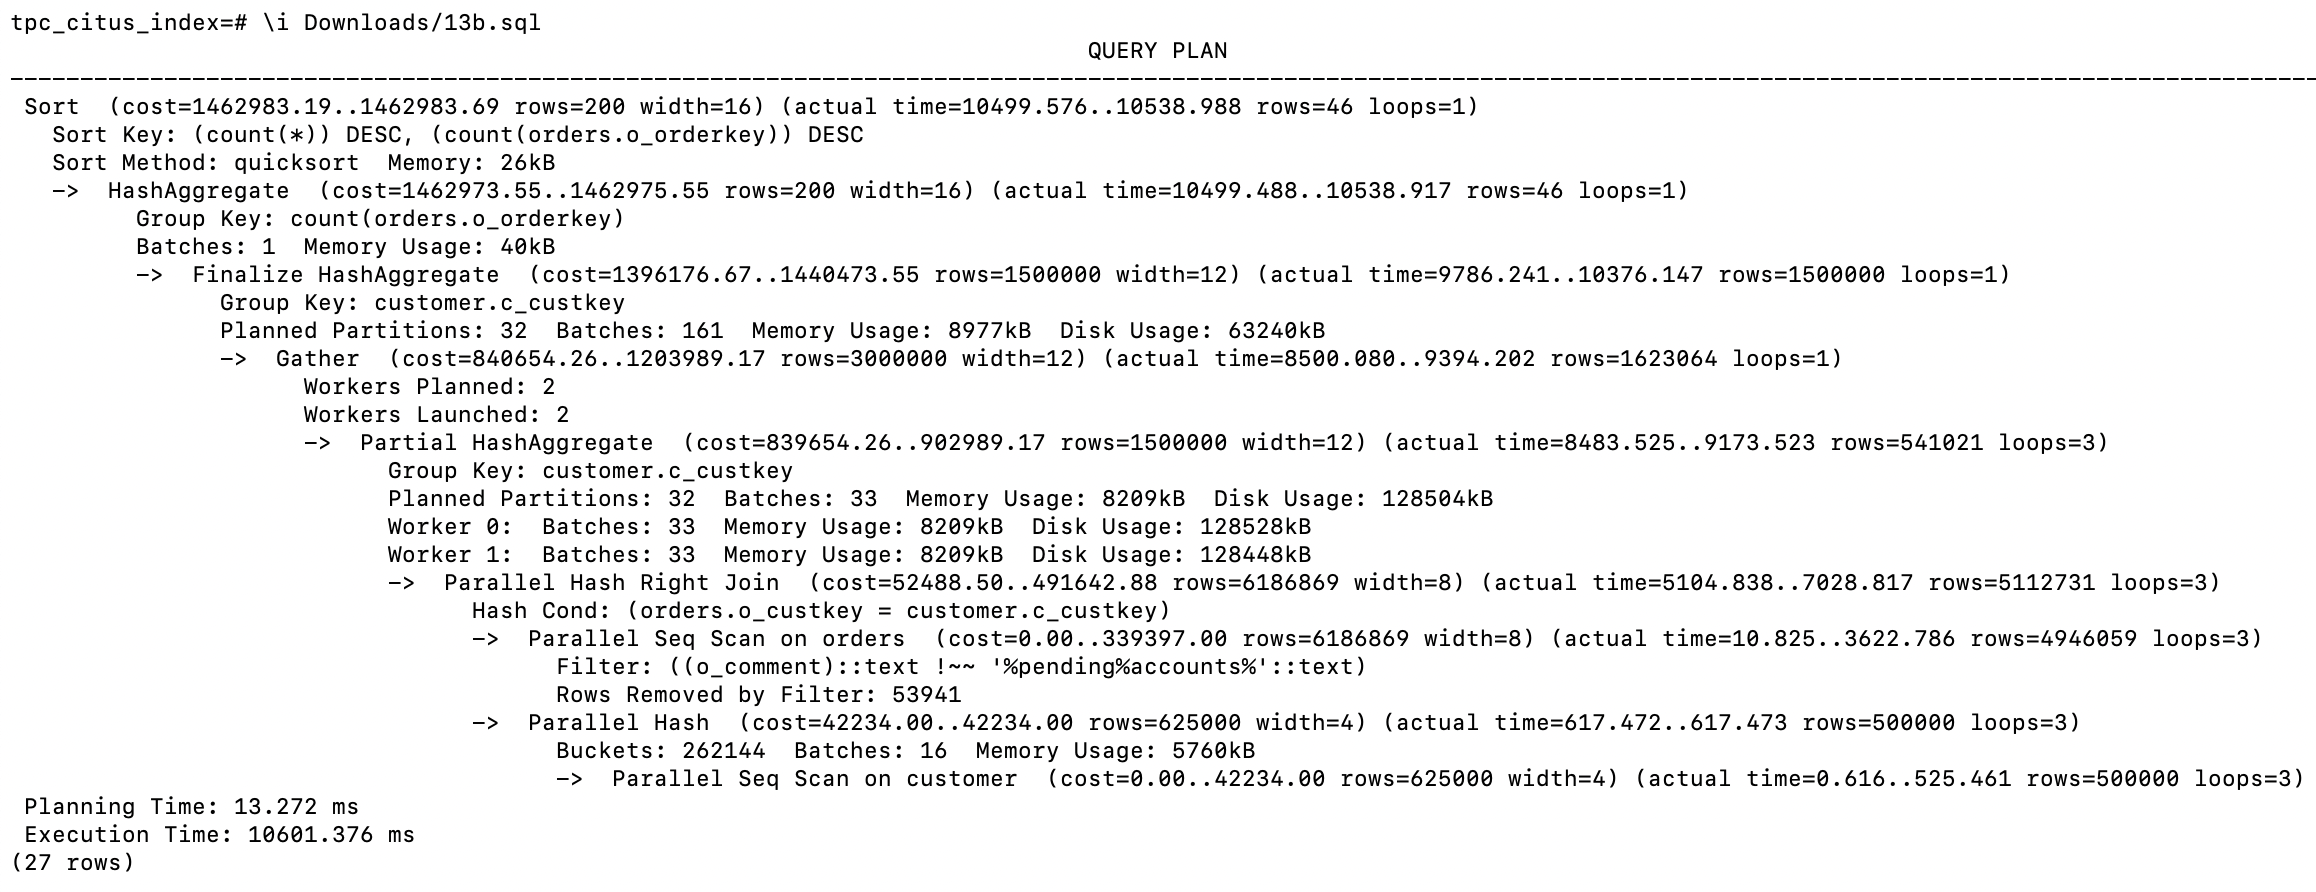 tpc_citus_index=# \i Downloads/13b.sql
QUERY PLAN
--------------------------------------------------------------------------------------------------------------------------------------------------------------------
Sort  (cost=1462983.19..1462983.69 rows=200 width=16) (actual time=10499.576..10538.988 rows=46 loops=1)
Sort Key: (count(*)) DESC, (count(orders.o_orderkey)) DESC
Sort Method: quicksort  Memory: 26kB
->  HashAggregate  (cost=1462973.55..1462975.55 rows=200 width=16) (actual time=10499.488..10538.917 rows=46 loops=1)
Group Key: count(orders.o_orderkey)
Batches: 1  Memory Usage: 40kB
->  Finalize HashAggregate  (cost=1396176.67..1440473.55 rows=1500000 width=12) (actual time=9786.241..10376.147 rows=1500000 loops=1)
Group Key: customer.c_custkey
Planned Partitions: 32  Batches: 161  Memory Usage: 8977kB  Disk Usage: 63240kB
->  Gather  (cost=840654.26..1203989.17 rows=3000000 width=12) (actual time=8500.080..9394.202 rows=1623064 loops=1)
Workers Planned: 2
Workers Launched: 2
->  Partial HashAggregate  (cost=839654.26..902989.17 rows=1500000 width=12) (actual time=8483.525..9173.523 rows=541021 loops=3)
Group Key: customer.c_custkey
Planned Partitions: 32  Batches: 33  Memory Usage: 8209kB  Disk Usage: 128504kB
Worker 0:  Batches: 33  Memory Usage: 8209kB  Disk Usage: 128528kB
Worker 1:  Batches: 33  Memory Usage: 8209kB  Disk Usage: 128448kB
->  Parallel Hash Right Join  (cost=52488.50..491642.88 rows=6186869 width=8) (actual time=5104.838..7028.817 rows=5112731 loops=3)
Hash Cond: (orders.o_custkey = customer.c_custkey)
->  Parallel Seq Scan on orders  (cost=0.00..339397.00 rows=6186869 width=8) (actual time=10.825..3622.786 rows=4946059 loops=3)
Filter: ((o_comment)::text !~~ '%pending%accounts%'::text)
Rows Removed by Filter: 53941
->  Parallel Hash  (cost=42234.00..42234.00 rows=625000 width=4) (actual time=617.472..617.473 rows=500000 loops=3)
Buckets: 262144  Batches: 16  Memory Usage: 5760kB
->  Parallel Seq Scan on customer  (cost=0.00..42234.00 rows=625000 width=4) (actual time=0.616..525.461 rows=500000 loops=3)
Planning Time: 13.272 ms
Execution Time: 10601.376 ms
(27 rows)